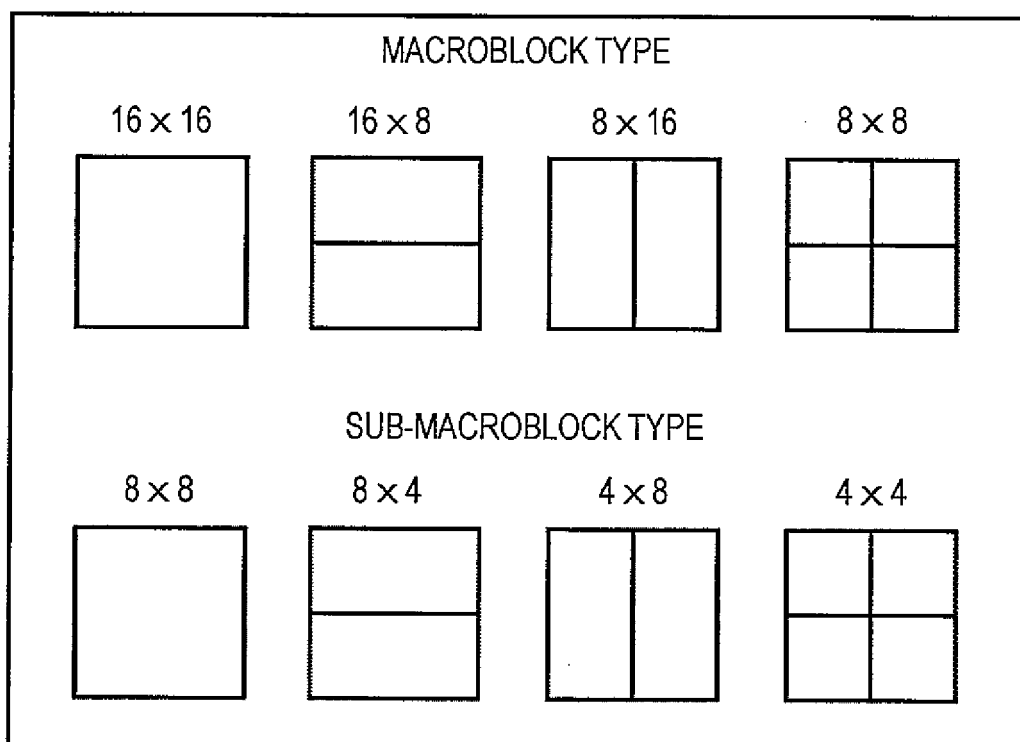 MACROBLOCK TYPE
16 × 16 16 × 8 8 × 16 8 × 8
SUB-MACROBLOCK TYPE
8 × 8 8 × 4 4 × 8 4 × 4